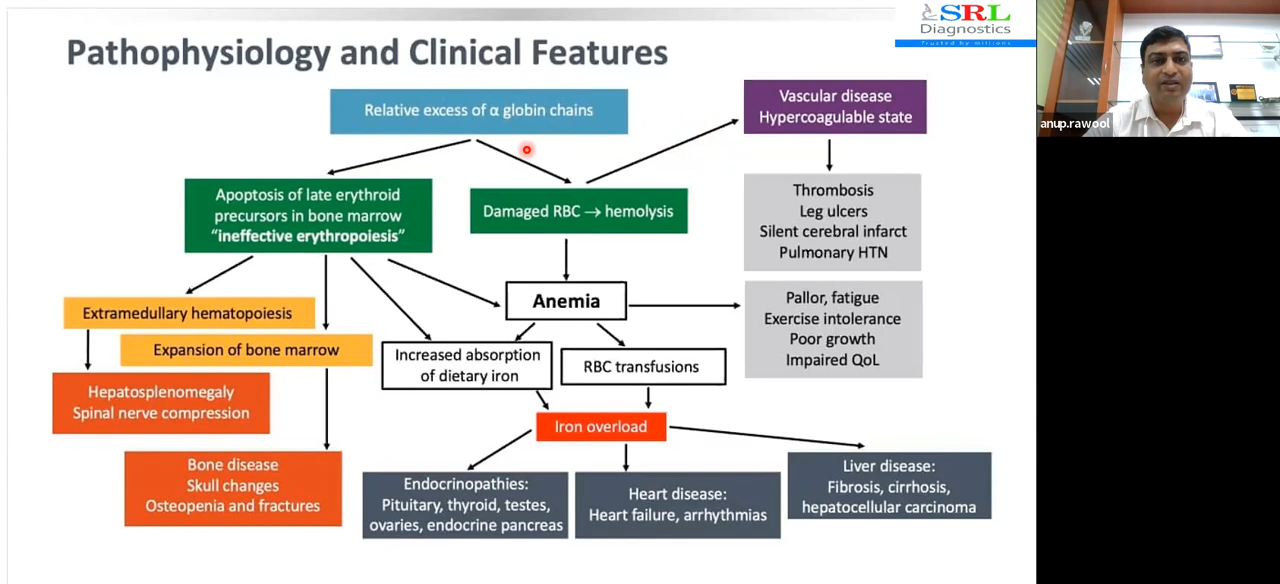 SRL
Diagnostics
Trusted by millions
Pathophysiology and Clinical Features
anup.rawool
Relative excess of α globin chains
Vascular disease
Hypercoagulable state
Apoptosis of late erythroid
precursors in bone marrow
“ineffective erythropoiesis”
Damaged RBC → hemolysis
Thrombosis
Leg ulcers
Silent cerebral infarct
Pulmonary HTN
Extramedullary hematopoiesis
Anemia
Pallor, fatigue
Exercise intolerance
Poor growth
Impaired QoL
Expansion of bone marrow
Increased absorption
of dietary iron
RBC transfusions
Hepatosplenomegaly
Spinal nerve compression
Iron overload
Bone disease
Skull changes
Osteopenia and fractures
Endocrinopathies:
Pituitary, thyroid, testes,
ovaries, endocrine pancreas
Heart disease:
Heart failure, arrhythmias
Liver disease:
Fibrosis, cirrhosis,
hepatocellular carcinoma